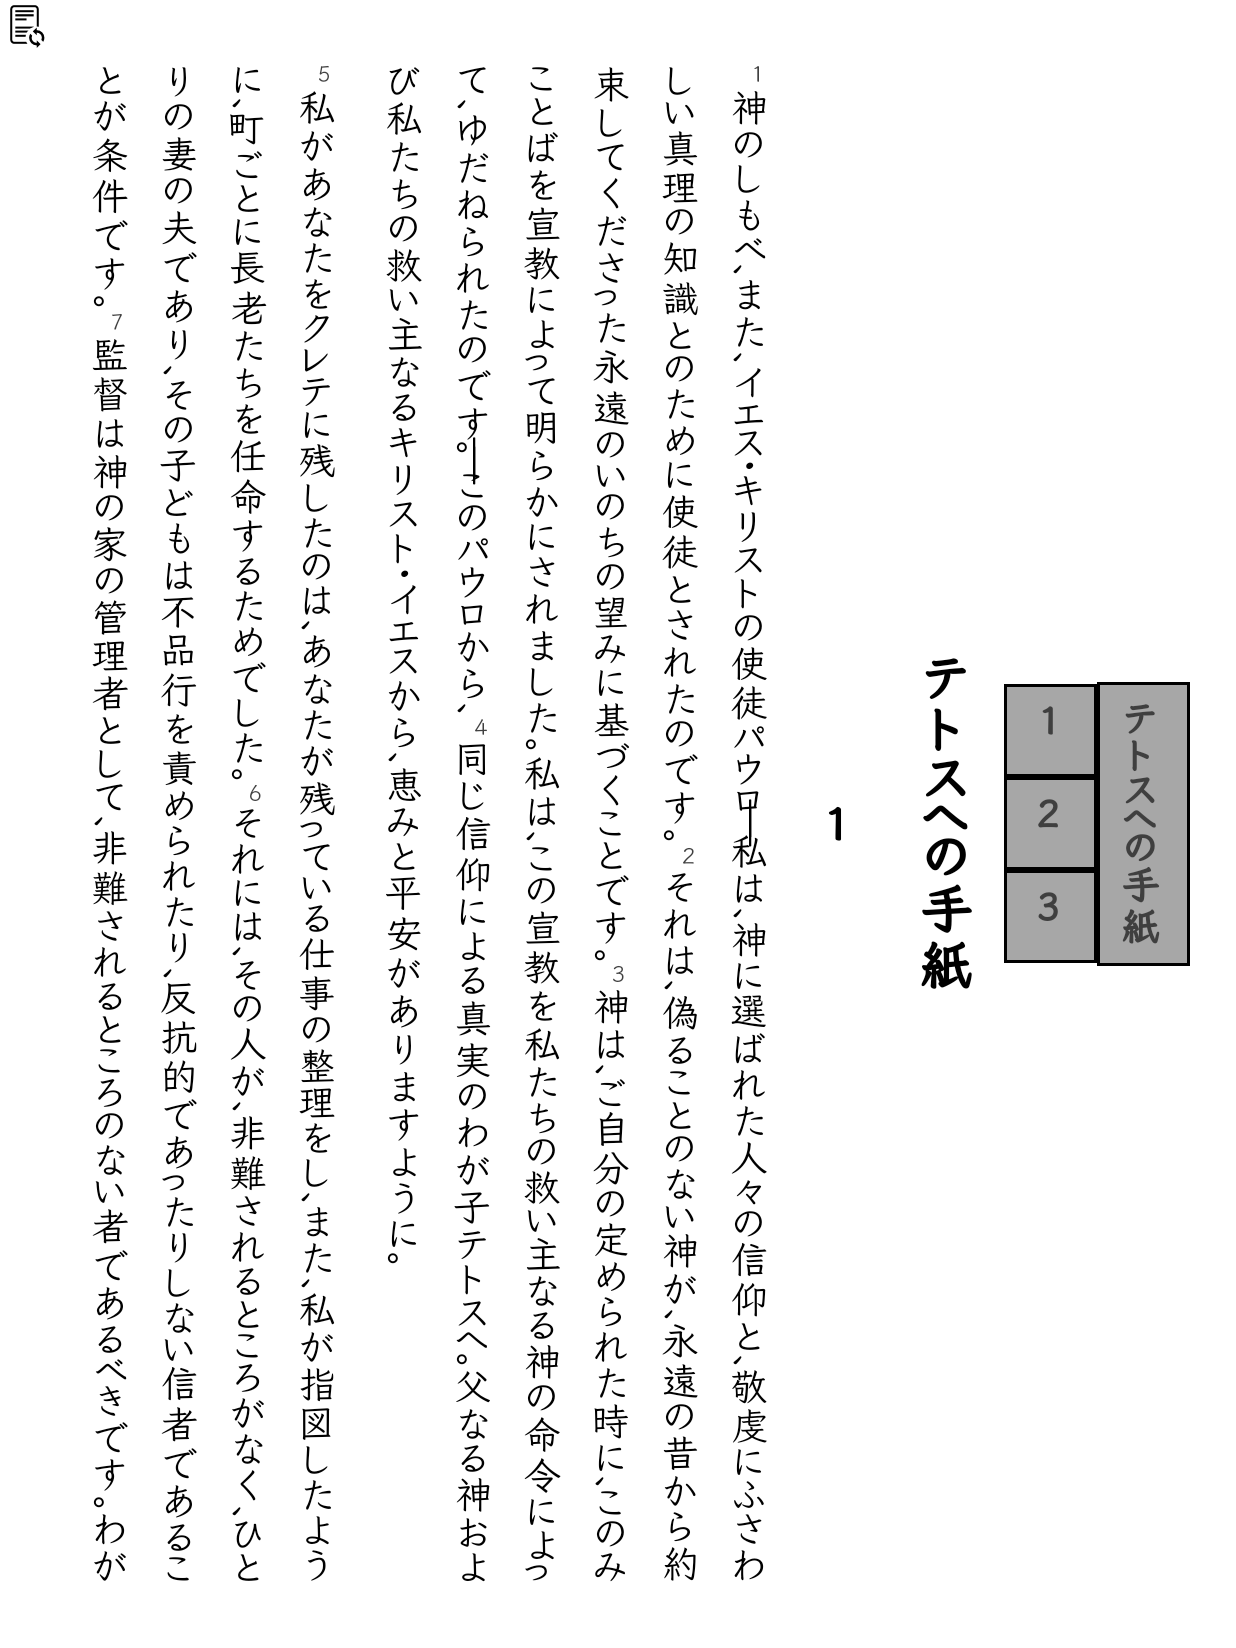 テトスへの手紙
1
2
3
テトスへの手紙
1
1 神のしもべ、また、イエス・キリストの使徒パウロ―私は、神に選ばれた人々の信仰と、敬虔にふさわ
しい真理の知識とのために使徒とされたのです。2 それは、偽ることのない神が、永遠の昔から約
束してくださった永遠のいのちの望みに基づくことです。3 神は、ご自分の定められた時に、このみ
ことばを宣教によって明らかにされました。私は、この宣教を私たちの救い主なる神の命令によっ
て、ゆだねられたのです。―このパウロから、4 同じ信仰による真実のわが子テトスへ。父なる神およ
び私たちの救い主なるキリスト・イエスから、恵みと平安がありますように。
5 私があなたをクレテに残したのは、あなたが残っている仕事の整理をし、また、私が指図したよう
に、町ごとに長老たちを任命するためでした。6 それには、その人が、非難されるところがなく、ひと
りの妻の夫であり、その子どもは不品行を責められたり、反抗的であったりしない信者であるこ
とが条件です。7 監督は神の家の管理者として、非難されるところのない者であるべきです。わが